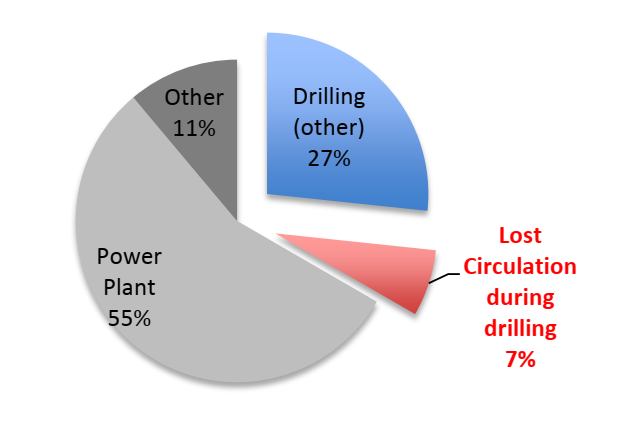 Other
11%
Drilling
(other)
27%
Lost
Circulation
during
drilling
7%
Power
Plant
55%